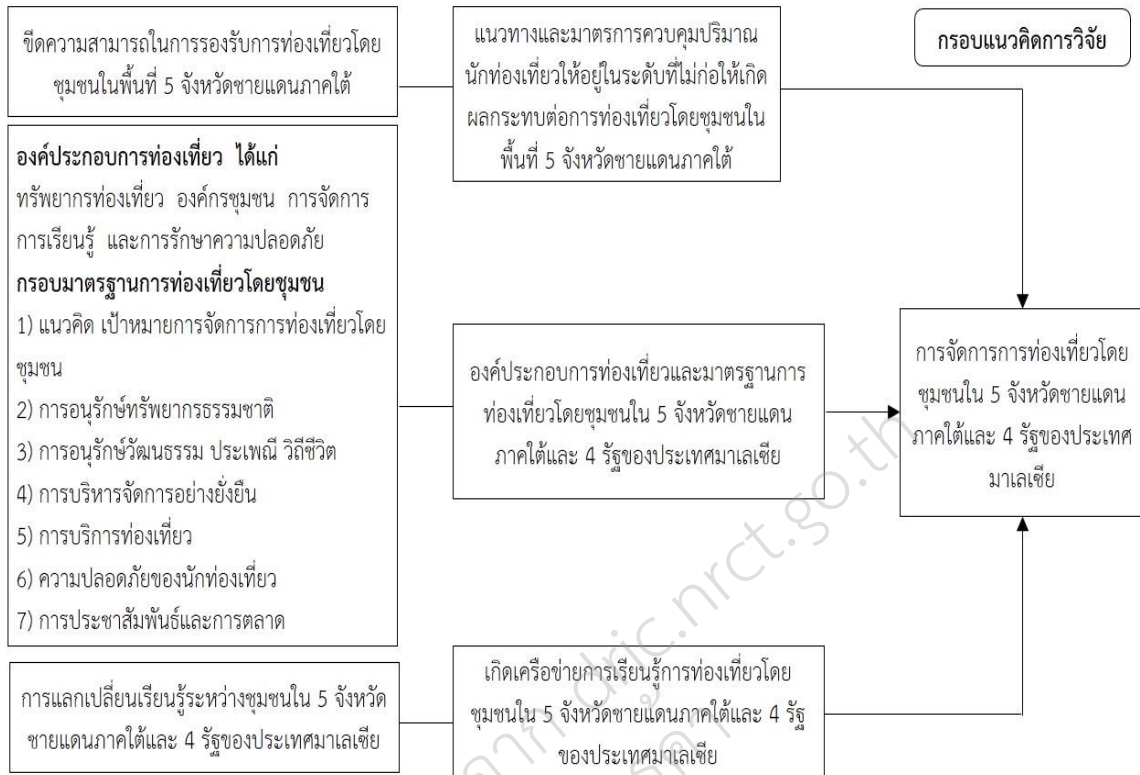 ขีดความสามารถในการรองรับการท่องเที่ยวโดย
ชุมชนในพื้นที่ 5 จังหวัดชายแดนภาคใต้
แนวทางและมาตรการควบคุมปริมาณ
นักท่องเที่ยวให้อยู่ในระดับที่ไม่ก่อให้เกิด
ผลกระทบต่อการท่องเที่ยวโดยชุมชนใน
พื้นที่ 5 จังหวัดชายแดนภาคใต้
กรอบแนวคิดการวิจัย
องค์ประกอบการท่องเที่ยว ได้แก่
ทรัพยากรท่องเที่ยว องค์กรชุมชน การจัดการ
การเรียนรู้ และการรักษาความปลอดภัย
กรอบมาตรฐานการท่องเที่ยวโดยชุมชน
1) แนวคิด เป้าหมายการจัดการการท่องเที่ยวโดย
ชุมชน
2) การอนุรักษ์ทรัพยากรธรรมชาติ
3) การอนุรักษ์วัฒนธรรม ประเพณี วิถีชีวิต
4) การบริหารจัดการอย่างยั่งยืน
5) การบริการท่องเที่ยว
6) ความปลอดภัยของนักท่องเที่ยว
7) การประชาสัมพันธ์และการตลาด
องค์ประกอบการท่องเที่ยวและมาตรฐานการ
ท่องเที่ยวโดยชุมชนใน 5 จังหวัดชายแดน
ภาคใต้และ 4 รัฐของประเทศมาเลเซีย
การจัดการการท่องเที่ยวโดย
ชุมชนใน 5 จังหวัดชายแดน
ภาคใต้และ 4 รัฐของประเทศ
มาเลเซีย
การแลกเปลี่ยนเรียนรู้ระหว่างชุมชนใน 5 จังหวัด
ชายแดนภาคใต้และ 4 รัฐของประเทศมาเลเซีย
เกิดเครือข่ายการเรียนรู้การท่องเที่ยวโดย
ชุมชนใน 5 จังหวัดชายแดนภาคใต้และ 4 รัฐ
ของประเทศมาเลเซีย
จาก dric.nrct.go.th